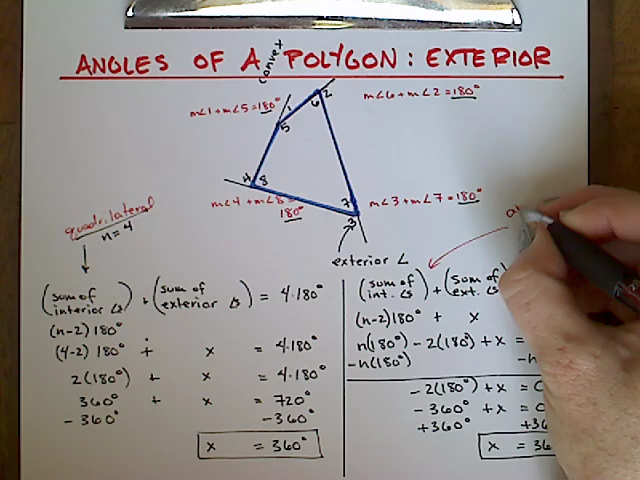 ANGLES OF A convex POLYGON: EXTERIOR
m∠1 + m∠5 = 180°
m∠6 + m∠2 = 180°
1
6
2
5
4
8
7
3
m∠4 + m∠8 = 180°
m∠3 + m∠7 = 180°
exterior ∠
quadrilateral
n = 4
(sum of interior ∠s) + (sum of exterior ∠s) = 4·180°
(n-2)180°
(4-2)180° + x = 4·180°
2(180°) + x = 4·180°
360° + x = 720°
-360° -360°
x = 360°
(sum of int. ∠s) + (sum of ext. ∠s)
(n-2)180° + x
n(180°) - 2(180°) + x =
-n(180°) -n
-2(180°) + x = 0
-360° + x = 0
+360° +36
x = 36